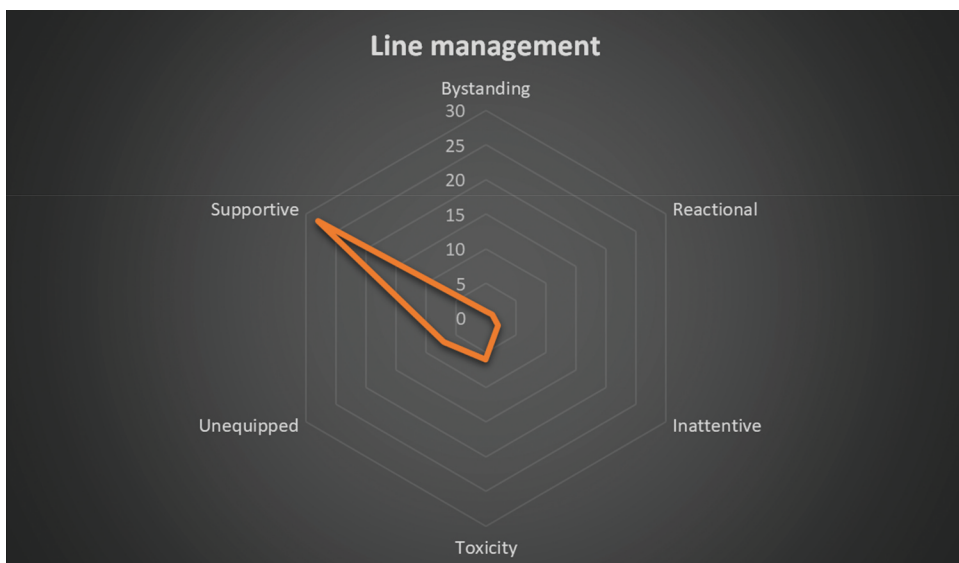 Line management
Bystanding
30
25
20
15
10
5
0
Supportive
Reactional
Unequipped
Inattentive
Toxicity